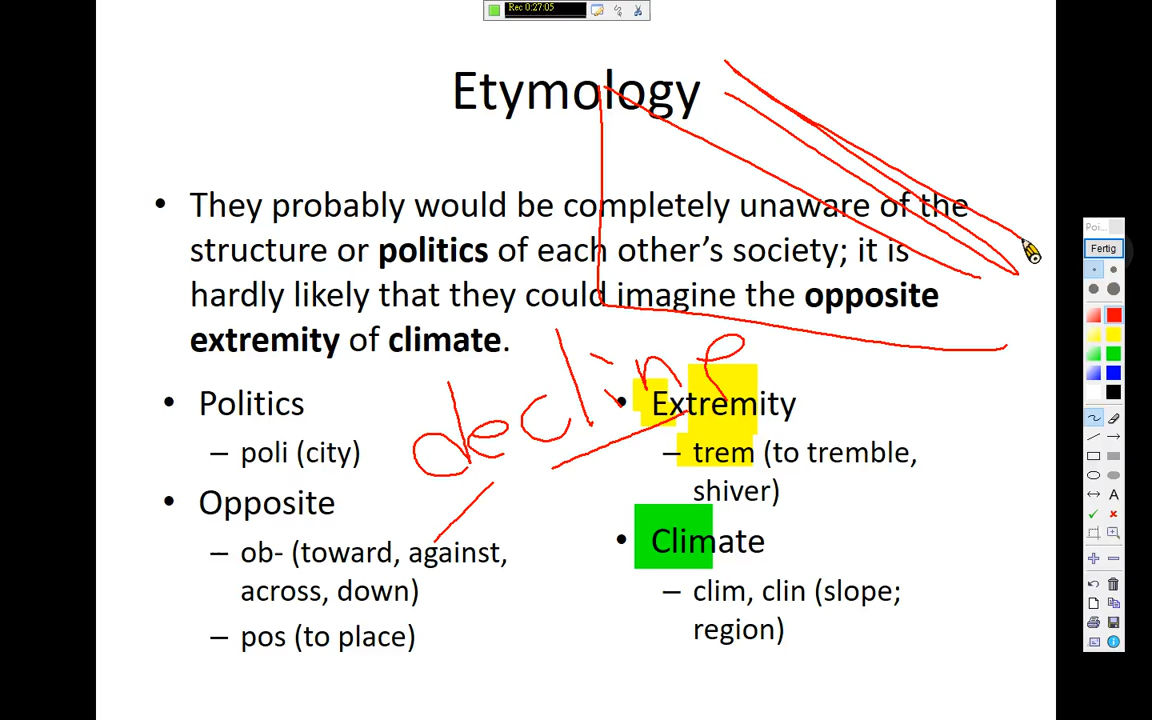 Rec 0:27:05
Etymology
• They probably would be completely unaware of the
structure or politics of each other’s society; it is
hardly likely that they could imagine the opposite
extremity of climate.
decline
• Politics
– poli (city)
• Opposite
– ob- (toward, against,
across, down)
– pos (to place)
• Extremity
– trem (to tremble,
shiver)
• Climate
– clim, clin (slope;
region)
Poi...
Fertig
A